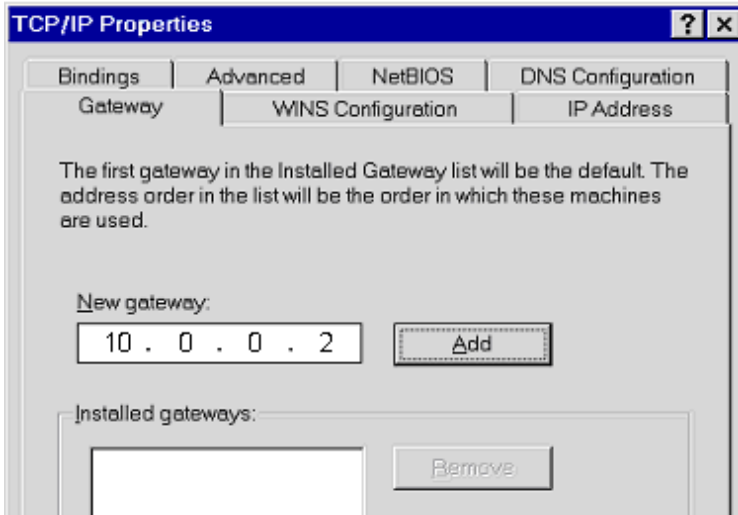 TCP/IP Properties
Bindings Advanced NetBIOS DNS Configuration
Gateway WINS Configuration IP Address
The first gateway in the Installed Gateway list will be the default. The
address order in the list will be the order in which these machines
are used.
New gateway:
10 . 0 . 0 . 2 Add
Installed gateways:
Remove